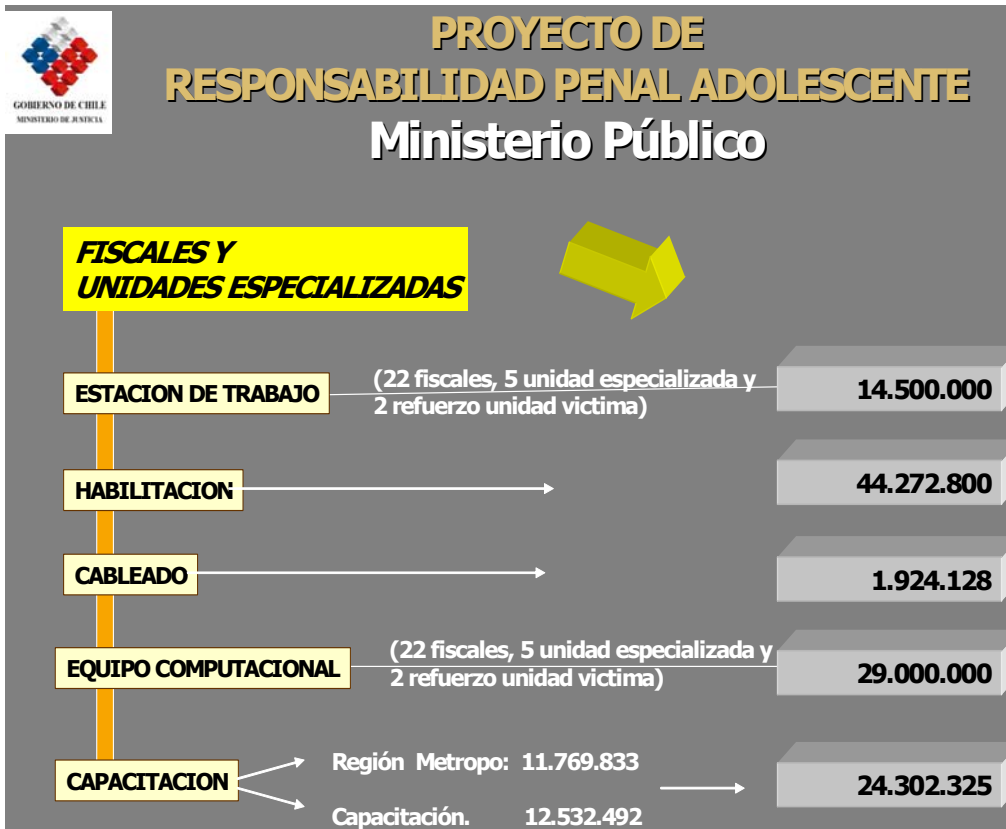 GOBIERNO DE CHILE
MINISTERIO DE JUSTICIA
PROYECTO DE
RESPONSABILIDAD PENAL ADOLESCENTE
Ministerio Público
FISCALES Y
UNIDADES ESPECIALIZADAS
ESTACION DE TRABAJO
(22 fiscales, 5 unidad especializada y
2 refuerzo unidad victima)
14.500.000
HABILITACION
44.272.800
CABLEADO
1.924.128
EQUIPO COMPUTACIONAL
(22 fiscales, 5 unidad especializada y
2 refuerzo unidad victima)
29.000.000
CAPACITACION
Región Metropo: 11.769.833
Capacitación. 12.532.492
24.302.325